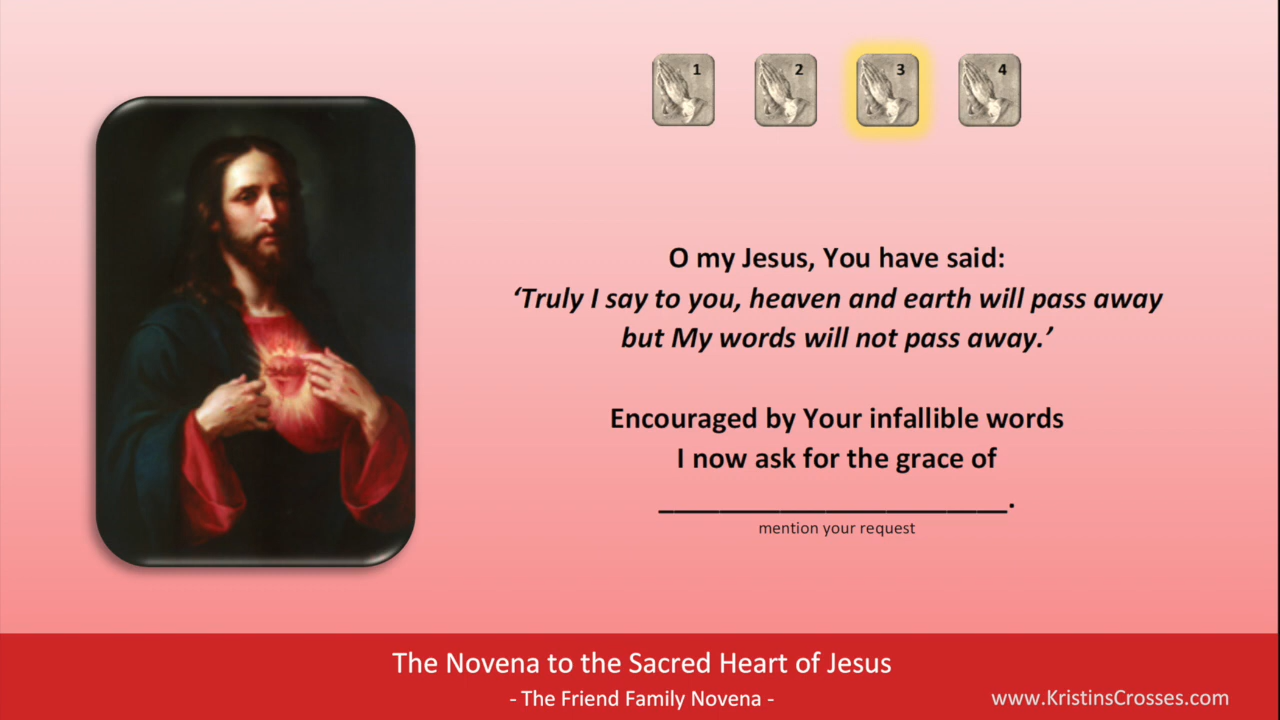 1
2
3
4
O my Jesus, You have said:
‘Truly I say to you, heaven and earth will pass away
but My words will not pass away.’
Encouraged by Your infallible words
I now ask for the grace of
_______________________.
mention your request
The Novena to the Sacred Heart of Jesus
- The Friend Family Novena -
www.KristinsCrosses.com